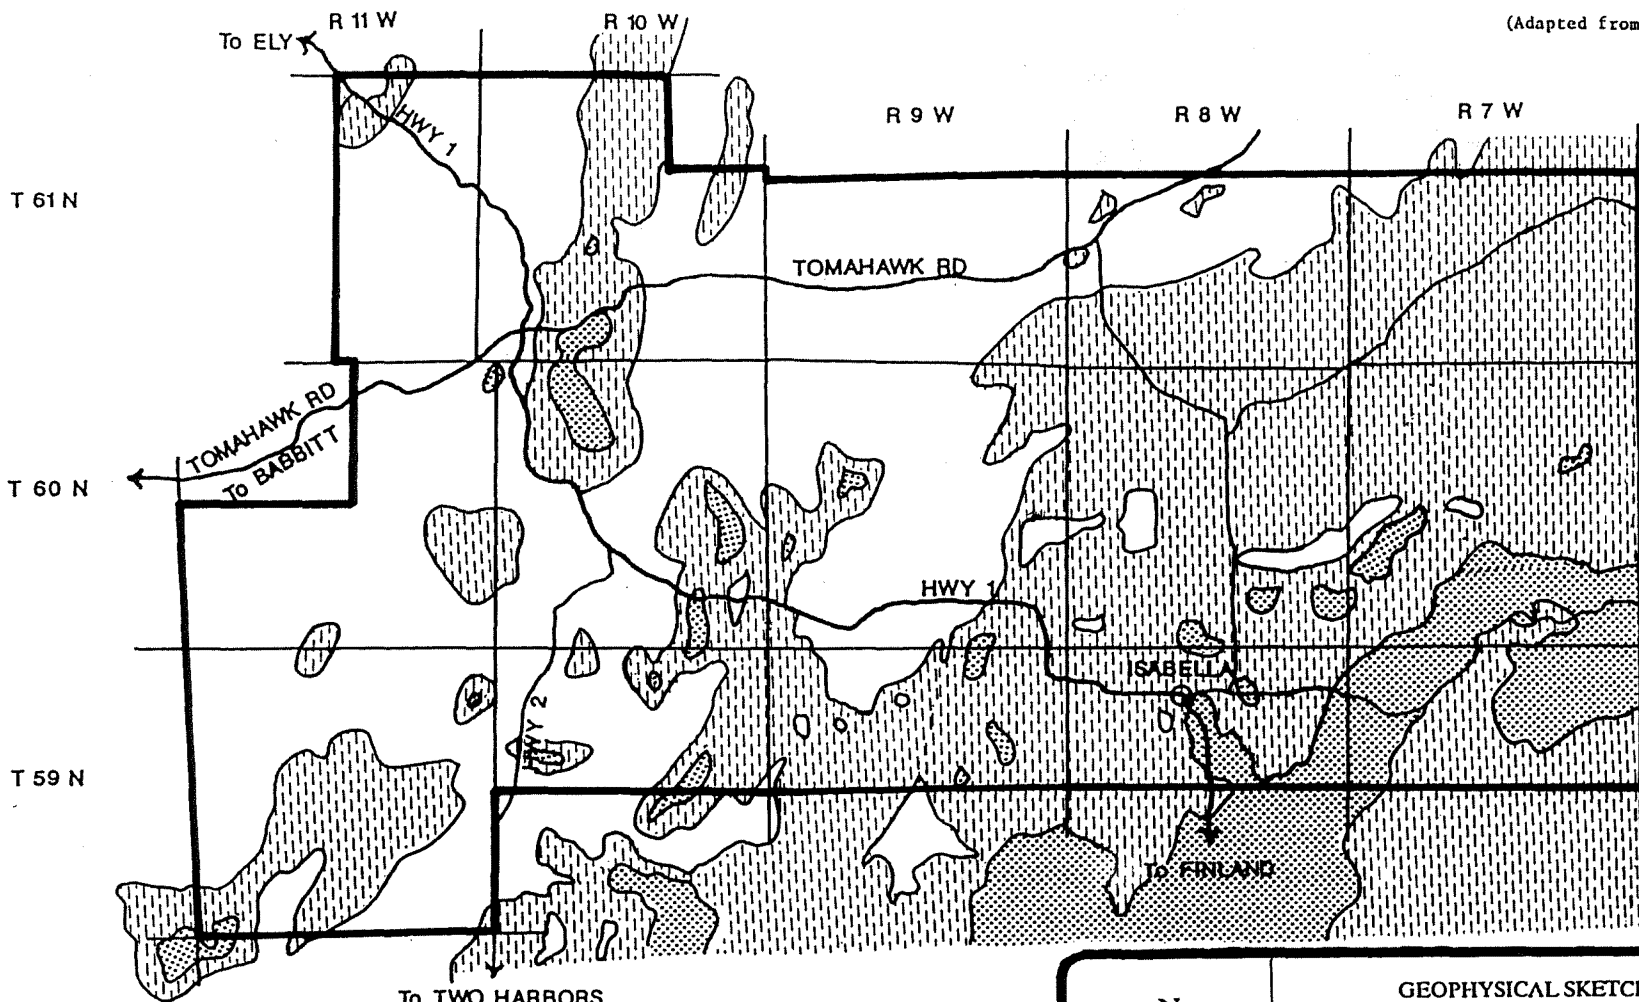 (Adapted from
R 11 W
R 10 W
To ELY
R 9 W
R 8 W
R 7 W
HWY 1
T 61 N
TOMAHAWK RD
TOMAHAWK RD
To BABBITT
T 60 N
HWY 1
ISABELLA
HWY 2
T 59 N
To FINLAND
To TWO HARBORS
N
GEOPHYSICAL SKETCH